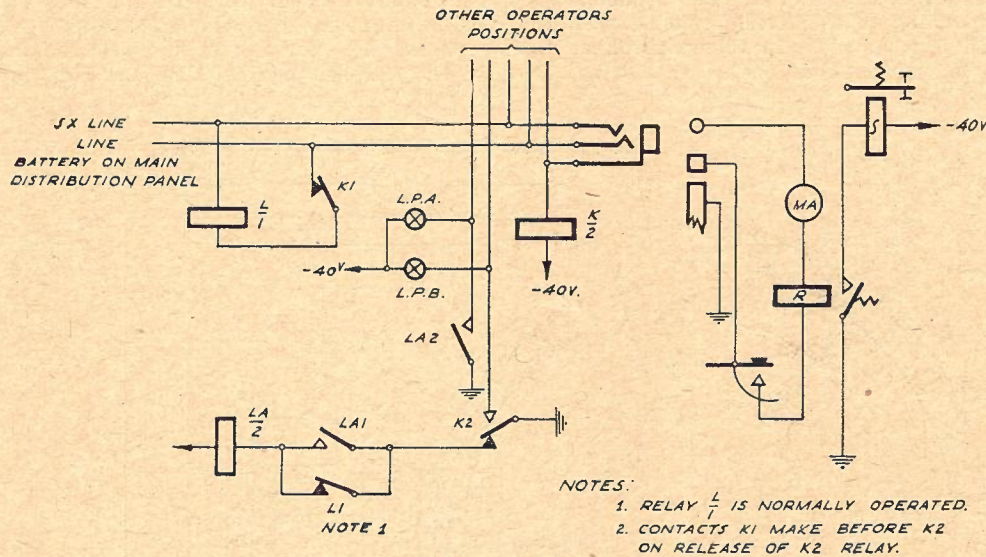 OTHER OPERATORS
POSITIONS
SX LINE
LINE
BATTERY ON MAIN
DISTRIBUTION PANEL
L/1
K1
L.P.A.
-40V
L.P.B.
K/2
-40V.
MA
R
S
-40V
LA2
LA/2
LA1
K2
L1
NOTE 1
NOTES:
1. RELAY L/1 IS NORMALLY OPERATED.
2. CONTACTS K1 MAKE BEFORE K2
ON RELEASE OF K2 RELAY.